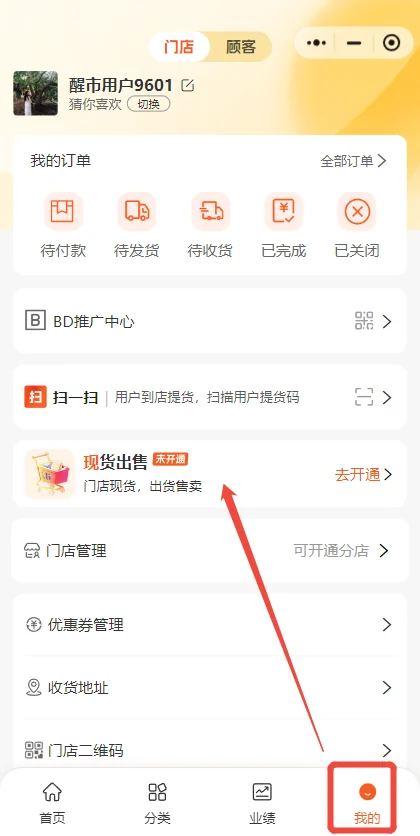 门店 顾客
醒市用户9601
猜你喜欢 切换
我的订单 全部订单
待付款 待发货 待收货 已完成 已关闭
B BD推广中心
扫 扫一扫 | 用户到店提货，扫描用户提货码
现货出售 未开通
门店现货，出货售卖 去开通
门店管理 可开通分店
优惠券管理
收货地址
门店二维码
首页 分类 业绩 我的